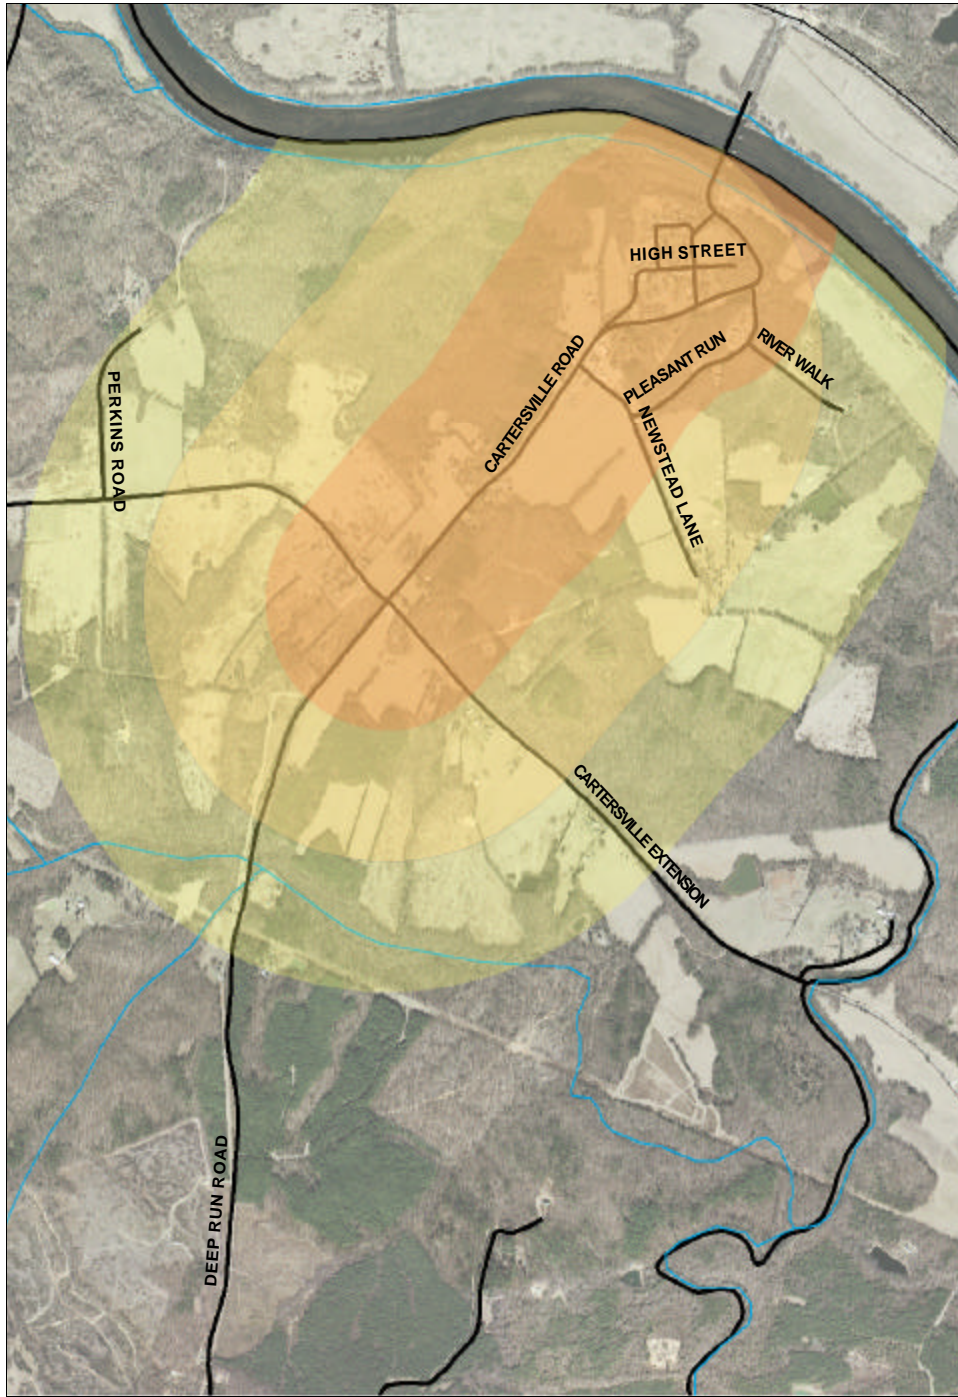 HIGH STREET
CARTERSVILLE ROAD
PLEASANT RUN
RIVER WALK
PERKINS ROAD
NEWSTEAD LANE
CARTERSVILLE EXTENSION
DEEP RUN ROAD